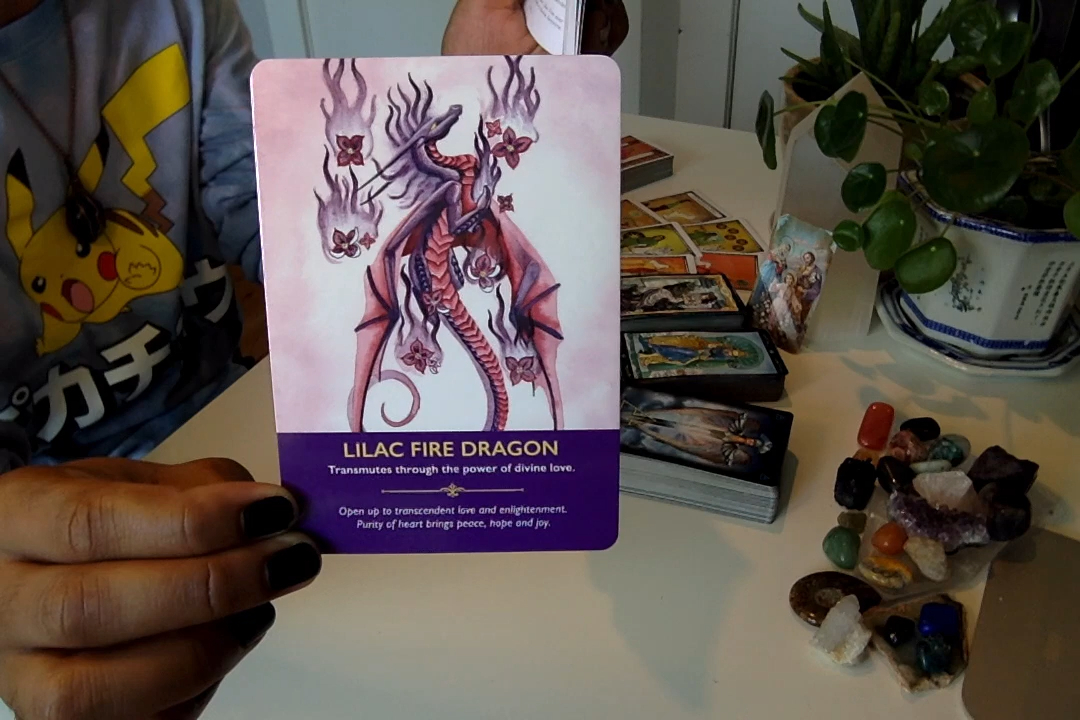 LILAC FIRE DRAGON
Transmutes through the power of divine love.
Open up to transcendent love and enlightenment.
Purity of heart brings peace, hope and joy.
ピカチュウ